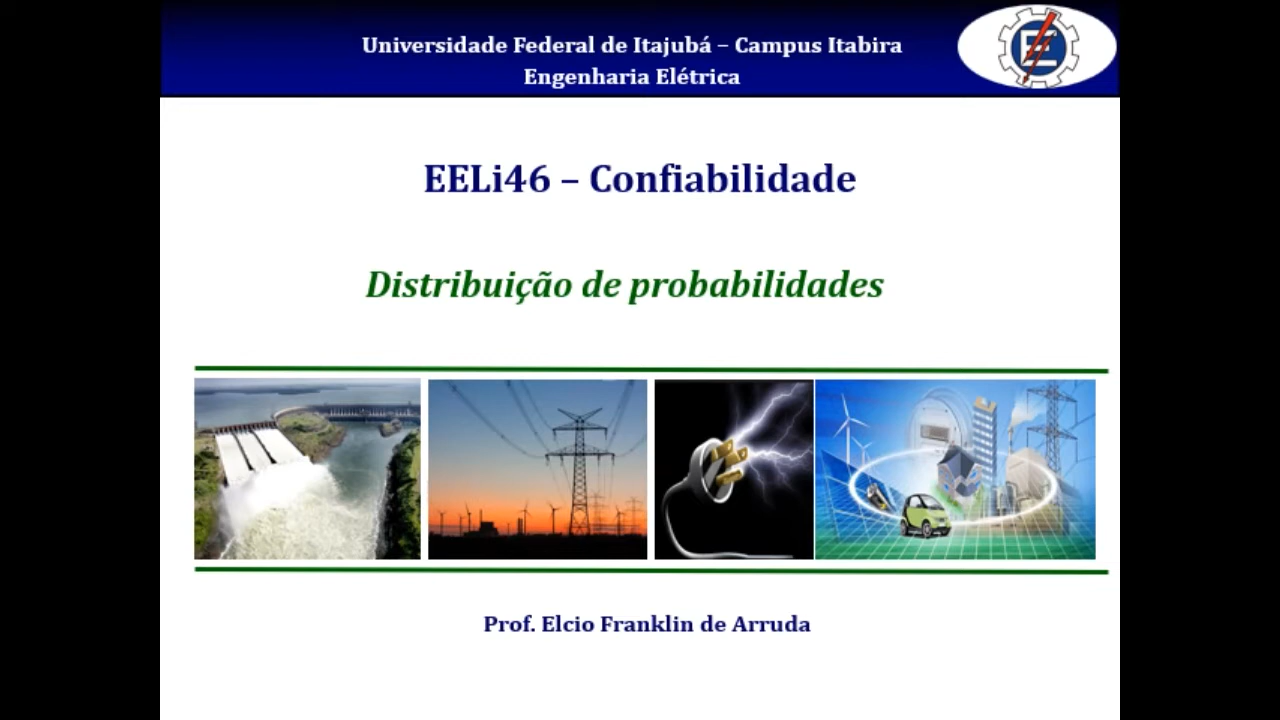 Universidade Federal de Itajubá – Campus Itabira
Engenharia Elétrica
EELi46 – Confiabilidade
Distribuição de probabilidades
Prof. Elcio Franklin de Arruda